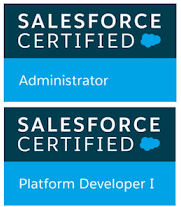 SALESFORCE
CERTIFIED
Administrator
SALESFORCE
CERTIFIED
Platform Developer I